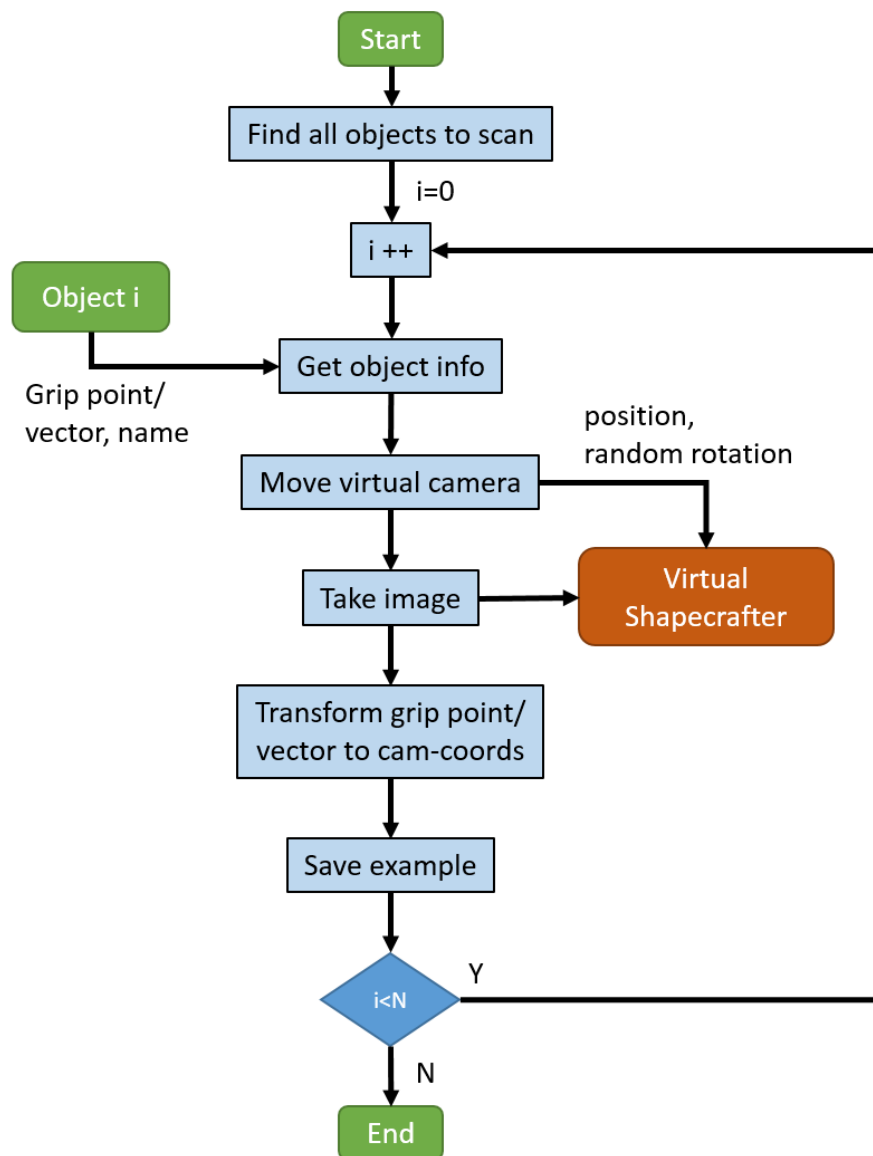 Start
Find all objects to scan
i=0
i ++
Object i
Get object info
Grip point/
vector, name
position,
random rotation
Move virtual camera
Virtual
Shapecrafter
Take image
Transform grip point/
vector to cam-coords
Save example
i<N
Y
N
End